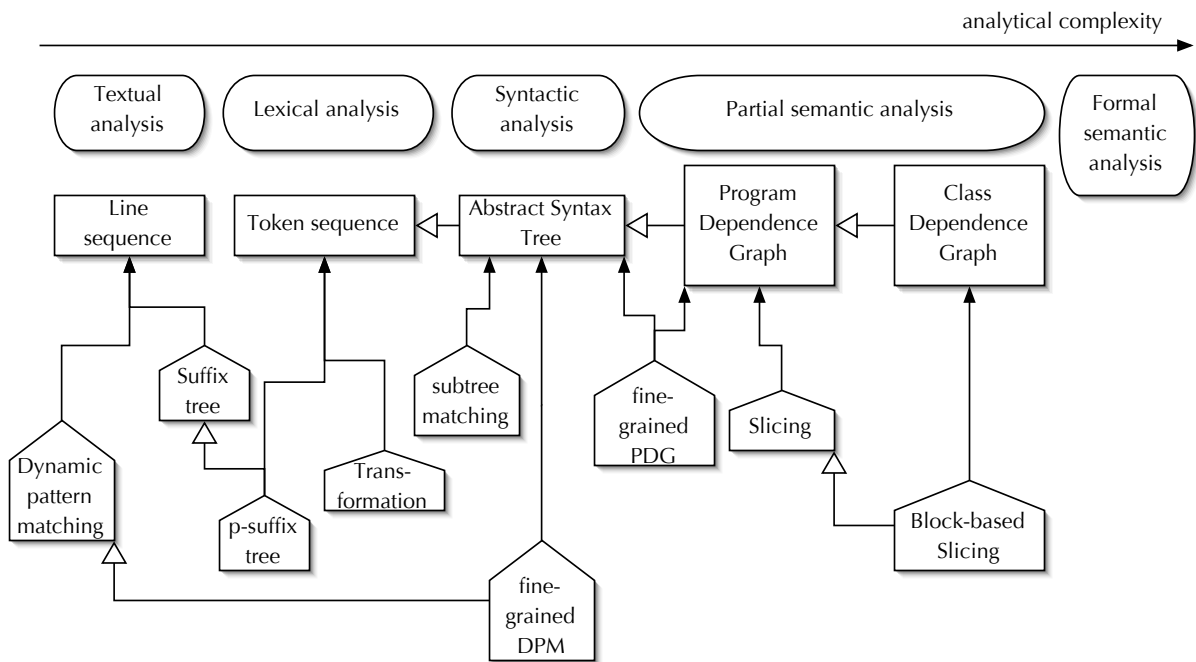 analytical complexity
Textual
analysis
Lexical analysis
Syntactic
analysis
Partial semantic analysis
Formal
semantic
analysis
Line
sequence
Token sequence
Abstract Syntax
Tree
Program
Dependence
Graph
Class
Dependence
Graph
Suffix
tree
subtree
matching
fine-
grained
PDG
Slicing
Dynamic
pattern
matching
Trans-
formation
p-suffix
tree
Block-based
Slicing
fine-
grained
DPM